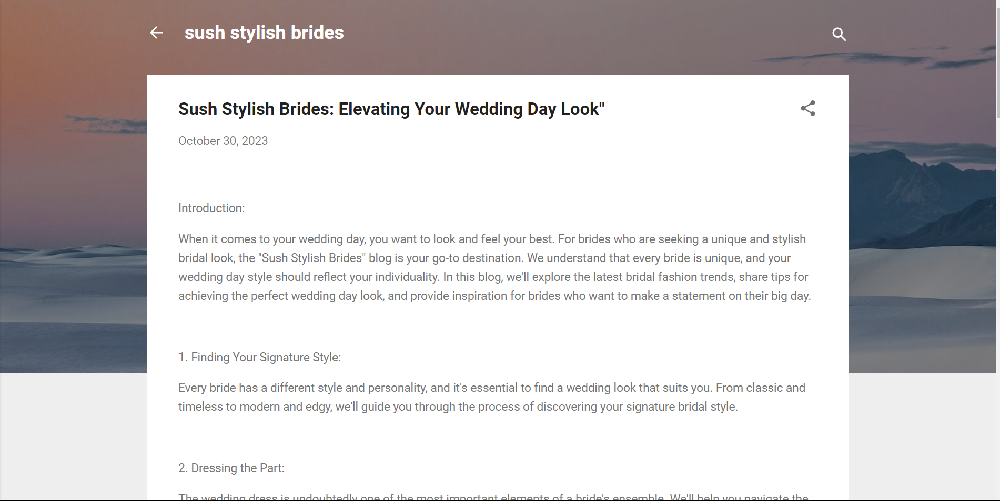 sush stylish brides
Sush Stylish Brides: Elevating Your Wedding Day Look"
October 30, 2023
Introduction:
When it comes to your wedding day, you want to look and feel your best. For brides who are seeking a unique and stylish
bridal look, the "Sush Stylish Brides" blog is your go-to destination. We understand that every bride is unique, and your
wedding day style should reflect your individuality. In this blog, we'll explore the latest bridal fashion trends, share tips for
achieving the perfect wedding day look, and provide inspiration for brides who want to make a statement on their big day.
1. Finding Your Signature Style:
Every bride has a different style and personality, and it's essential to find a wedding look that suits you. From classic and
timeless to modern and edgy, we'll guide you through the process of discovering your signature bridal style.
2. Dressing the Part:
The wedding dress is undoubtedly one of the most important elements of a bride's ensemble. We'll help you navigate the